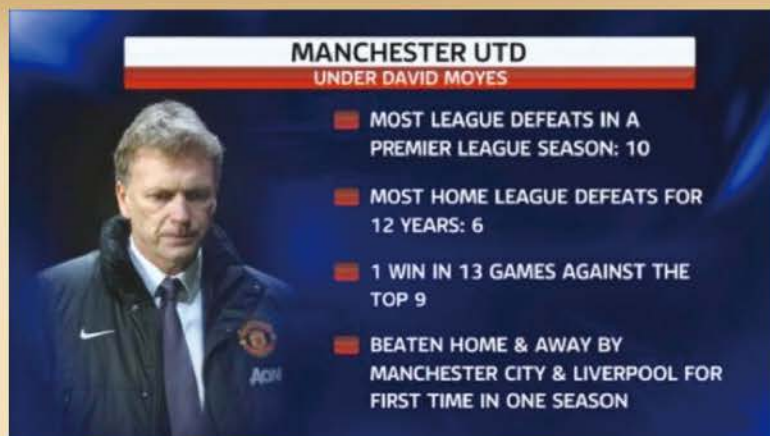 MANCHESTER UTD
UNDER DAVID MOYES
MOST LEAGUE DEFEATS IN A
PREMIER LEAGUE SEASON: 10
MOST HOME LEAGUE DEFEATS FOR
12 YEARS: 6
1 WIN IN 13 GAMES AGAINST THE
TOP 9
BEATEN HOME & AWAY BY
MANCHESTER CITY & LIVERPOOL FOR
FIRST TIME IN ONE SEASON
AON